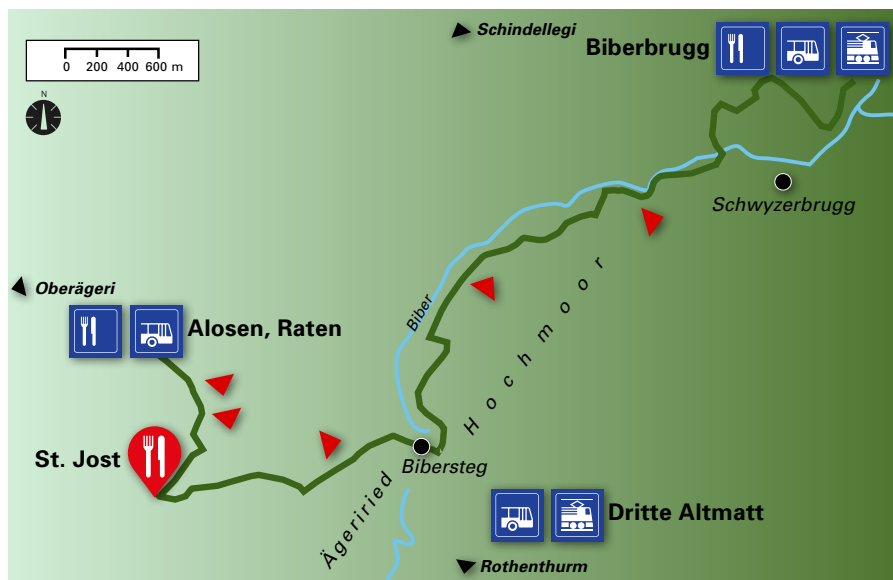 Schindellegi
Biberbrugg
0 200 400 600 m
N
Schwyzerbrugg
Oberägeri
Biber
Hochmoor
Alosen, Raten
St. Jost
Bibersteg
Ägeriried
Dritte Altmatt
Rothenthurm